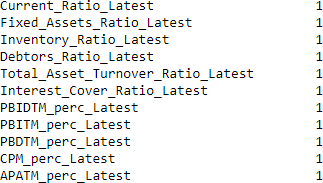 Current_Ratio_Latest 1
Fixed_Assets_Ratio_Latest 1
Inventory_Ratio_Latest 1
Debtors_Ratio_Latest 1
Total_Asset_Turnover_Ratio_Latest 1
Interest_Cover_Ratio_Latest 1
PBIDTM_perc_Latest 1
PBITM_perc_Latest 1
PBDTM_perc_Latest 1
CPM_perc_Latest 1
APATM_perc_Latest 1